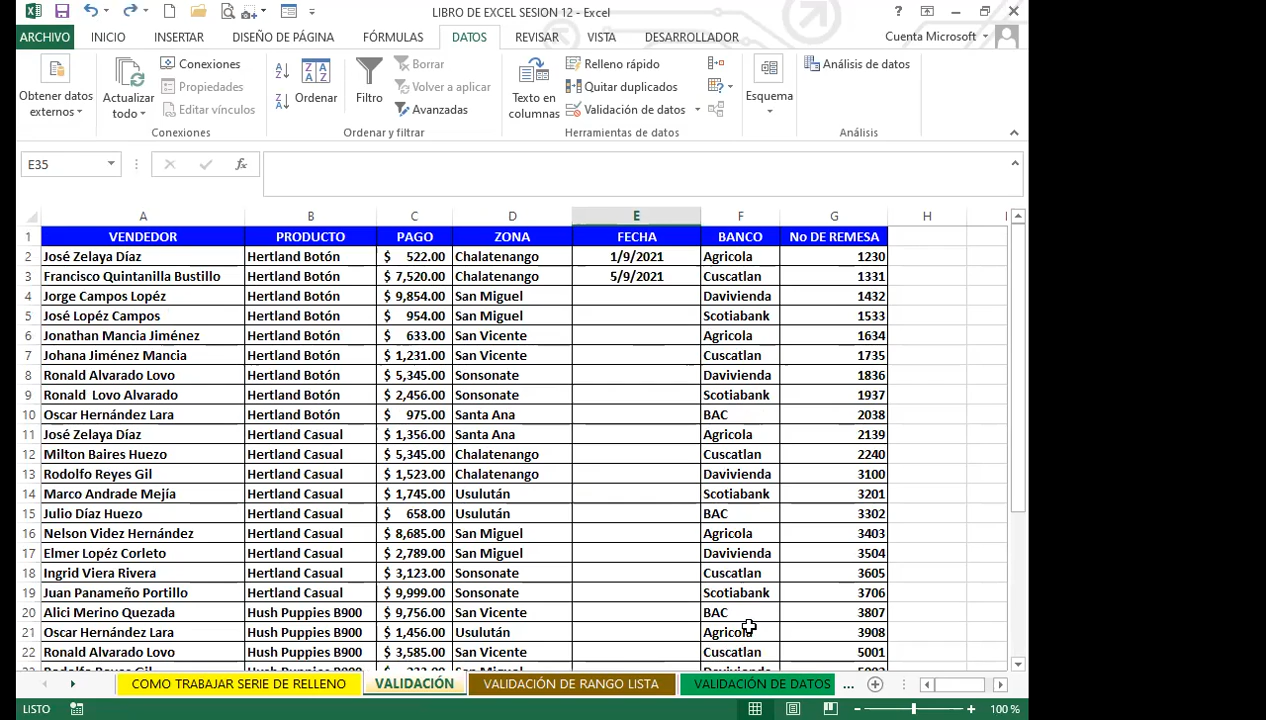 LIBRO DE EXCEL SESION 12 - Excel
ARCHIVO INICIO INSERTAR DISEÑO DE PÁGINA FÓRMULAS DATOS REVISAR VISTA DESARROLLADOR Cuenta Microsoft
Obtener datos externos
Actualizar todo
Conexiones
Propiedades
Editar vínculos
Conexiones
Ordenar
Filtro
Borrar
Volver a aplicar
Avanzadas
Ordenar y filtrar
Texto en columnas
Relleno rápido
Quitar duplicados
Validación de datos
Herramientas de datos
Esquema
Análisis de datos
Análisis
E35 fx
A B C D E F G H I
1 VENDEDOR PRODUCTO PAGO ZONA FECHA BANCO No DE REMESA
2 José Zelaya Díaz Hertland Botón $ 522.00 Chalatenango 1/9/2021 Agricola 1230
3 Francisco Quintanilla Bustillo Hertland Botón $ 7,520.00 Chalatenango 5/9/2021 Cuscatlan 1331
4 Jorge Campos Lopéz Hertland Botón $ 9,854.00 San Miguel Davivienda 1432
5 José Lopéz Campos Hertland Botón $ 954.00 San Miguel Scotiabank 1533
6 Jonathan Mancia Jiménez Hertland Botón $ 633.00 San Vicente Agricola 1634
7 Johana Jiménez Mancia Hertland Botón $ 1,231.00 San Vicente Cuscatlan 1735
8 Ronald Alvarado Lovo Hertland Botón $ 5,345.00 Sonsonate Davivienda 1836
9 Ronald Lovo Alvarado Hertland Botón $ 2,456.00 Sonsonate Scotiabank 1937
10 Oscar Hernández Lara Hertland Botón $ 975.00 Santa Ana BAC 2038
11 José Zelaya Díaz Hertland Casual $ 1,356.00 Santa Ana Agricola 2139
12 Milton Baires Huezo Hertland Casual $ 5,345.00 Chalatenango Cuscatlan 2240
13 Rodolfo Reyes Gil Hertland Casual $ 1,523.00 Chalatenango Davivienda 3100
14 Marco Andrade Mejía Hertland Casual $ 1,745.00 Usulután Scotiabank 3201
15 Julio Díaz Huezo Hertland Casual $ 658.00 Usulután BAC 3302
16 Nelson Videz Hernández Hertland Casual $ 8,685.00 San Miguel Agricola 3403
17 Elmer Lopéz Corleto Hertland Casual $ 2,789.00 San Miguel Davivienda 3504
18 Ingrid Viera Rivera Hertland Casual $ 3,123.00 Sonsonate Cuscatlan 3605
19 Juan Panameño Portillo Hertland Casual $ 9,999.00 Sonsonate Scotiabank 3706
20 Alici Merino Quezada Hush Puppies B900 $ 9,756.00 San Vicente BAC 3807
21 Oscar Hernández Lara Hush Puppies B900 $ 1,456.00 Usulután Agricola 3908
22 Ronald Alvarado Lovo Hush Puppies B900 $ 3,585.00 San Vicente Cuscatlan 5001
COMO TRABAJAR SERIE DE RELLENO VALIDACIÓN VALIDACIÓN DE RANGO LISTA VALIDACIÓN DE DATOS ...
LISTO 100 %